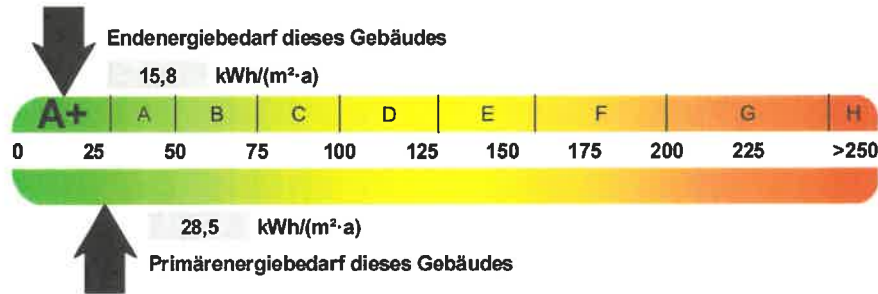 Endenergiebedarf dieses Gebäudes
15,8 kWh/(m²·a)
A+ A B C D E F G H
0 25 50 75 100 125 150 175 200 225 >250
28,5 kWh/(m²·a)
Primärenergiebedarf dieses Gebäudes